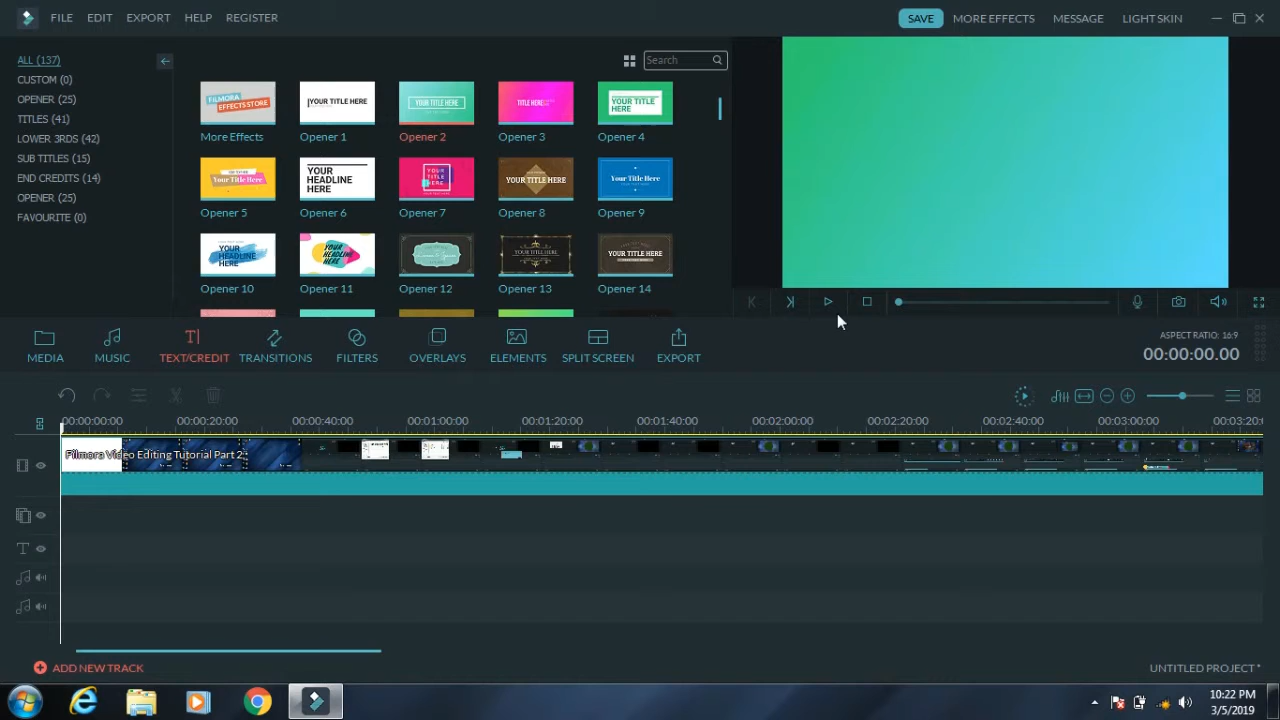 FILE EDIT EXPORT HELP REGISTER SAVE MORE EFFECTS MESSAGE LIGHT SKIN
ALL (137)
CUSTOM (0)
OPENER (25)
TITLES (41)
LOWER 3RDS (42)
SUB TITLES (15)
END CREDITS (14)
OPENER (25)
FAVOURITE (0)
Search
FILMORA
EFFECTS STORE
YOUR TITLE HERE
YOUR TITLE HERE
TITLE HERE
YOUR TITLE
HERE
More Effects Opener 1 Opener 2 Opener 3 Opener 4
Your Title Here
YOUR
HEADLINE
HERE
YOUR
TITLE
HERE
YOUR TITLE HERE
Your Title Here
Opener 5 Opener 6 Opener 7 Opener 8 Opener 9
YOUR
HEADLINE
HERE
YOUR
HEADLINE
HERE
YOUR TITLE HERE
YOUR TITLE HERE
Opener 10 Opener 11 Opener 12 Opener 13 Opener 14
MEDIA MUSIC TEXT/CREDIT TRANSITIONS FILTERS OVERLAYS ELEMENTS SPLIT SCREEN EXPORT
ASPECT RATIO: 16:9
00:00:00.00
00:00:00:00 00:00:20:00 00:00:40:00 00:01:00:00 00:01:20:00 00:01:40:00 00:02:00:00 00:02:20:00 00:02:40:00 00:03:00:00 00:03:20:
Filmora Video Editing Tutorial Part 2
ADD NEW TRACK
UNTITLED PROJECT *
10:22 PM
3/5/2019